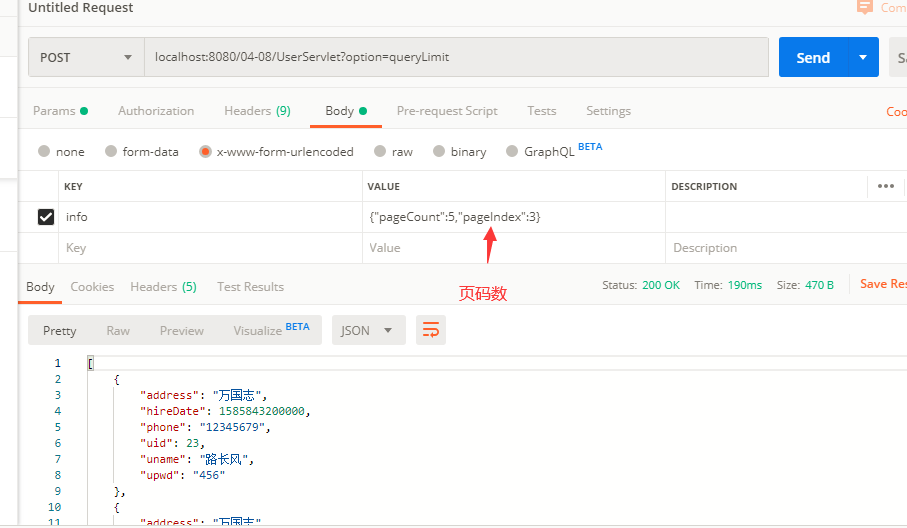 Untitled Request
Com
POST
localhost:8080/04-08/UserServlet?option=queryLimit
Send
Params
Authorization
Headers (9)
Body
Pre-request Script
Tests
Settings
Coo
none
form-data
x-www-form-urlencoded
raw
binary
GraphQL BETA
KEY
VALUE
DESCRIPTION
info
{"pageCount":5,"pageIndex":3}
Key
Value
Description
页码数
Body
Cookies
Headers (5)
Test Results
Status: 200 OK
Time: 190ms
Size: 470 B
Save Res
Pretty
Raw
Preview
Visualize BETA
JSON
1 [
2 {
3 "address": "万国志",
4 "hireDate": 1585843200000,
5 "phone": "12345679",
6 "uid": 23,
7 "uname": "路长风",
8 "upwd": "456"
9 },
10 {
11 "address": "万国志"